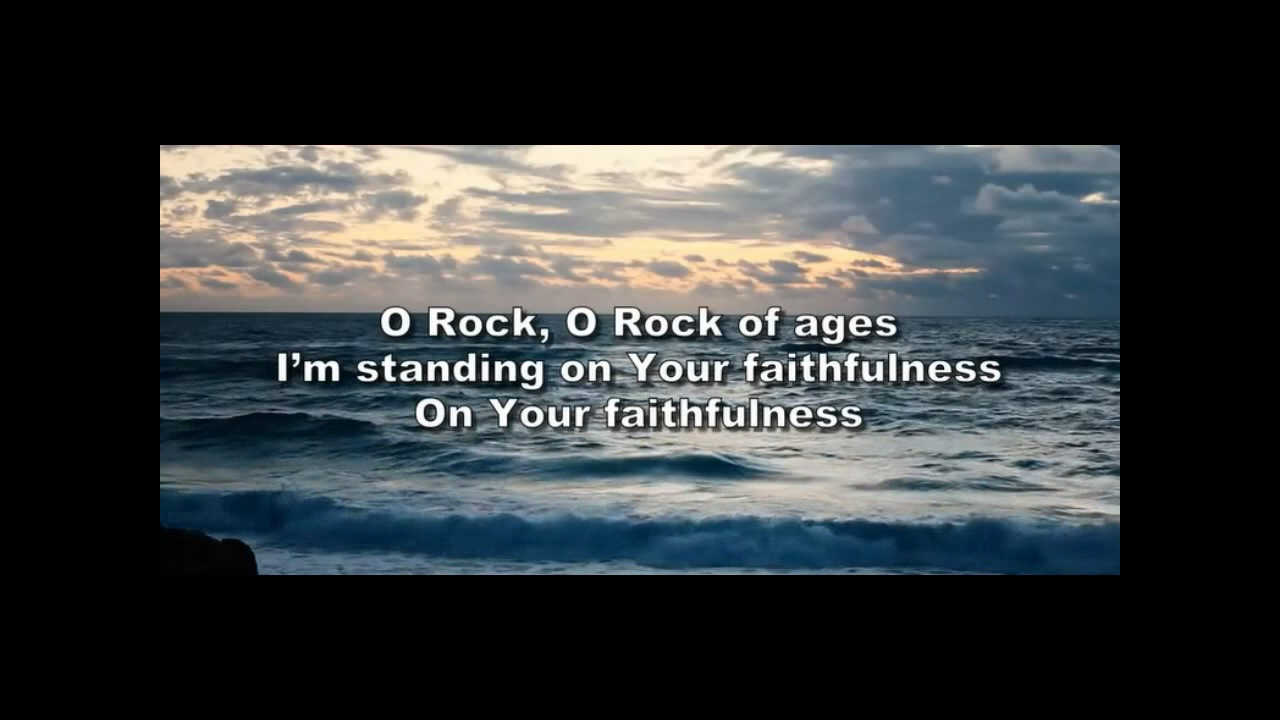 O Rock, O Rock of ages
I’m standing on Your faithfulness
On Your faithfulness